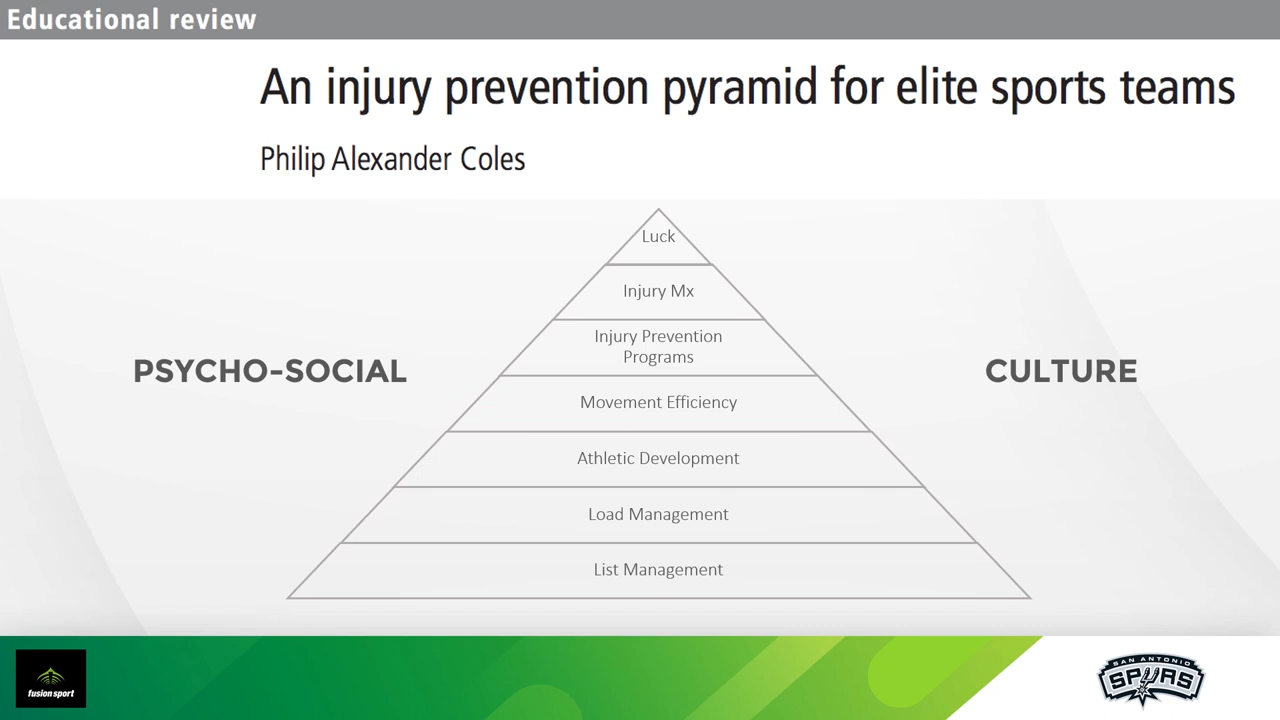 Educational review
An injury prevention pyramid for elite sports teams
Philip Alexander Coles
Luck
Injury Mx
Injury Prevention
Programs
PSYCHO-SOCIAL
CULTURE
Movement Efficiency
Athletic Development
Load Management
List Management
fusion sport
SAN ANTONIO
SPURS